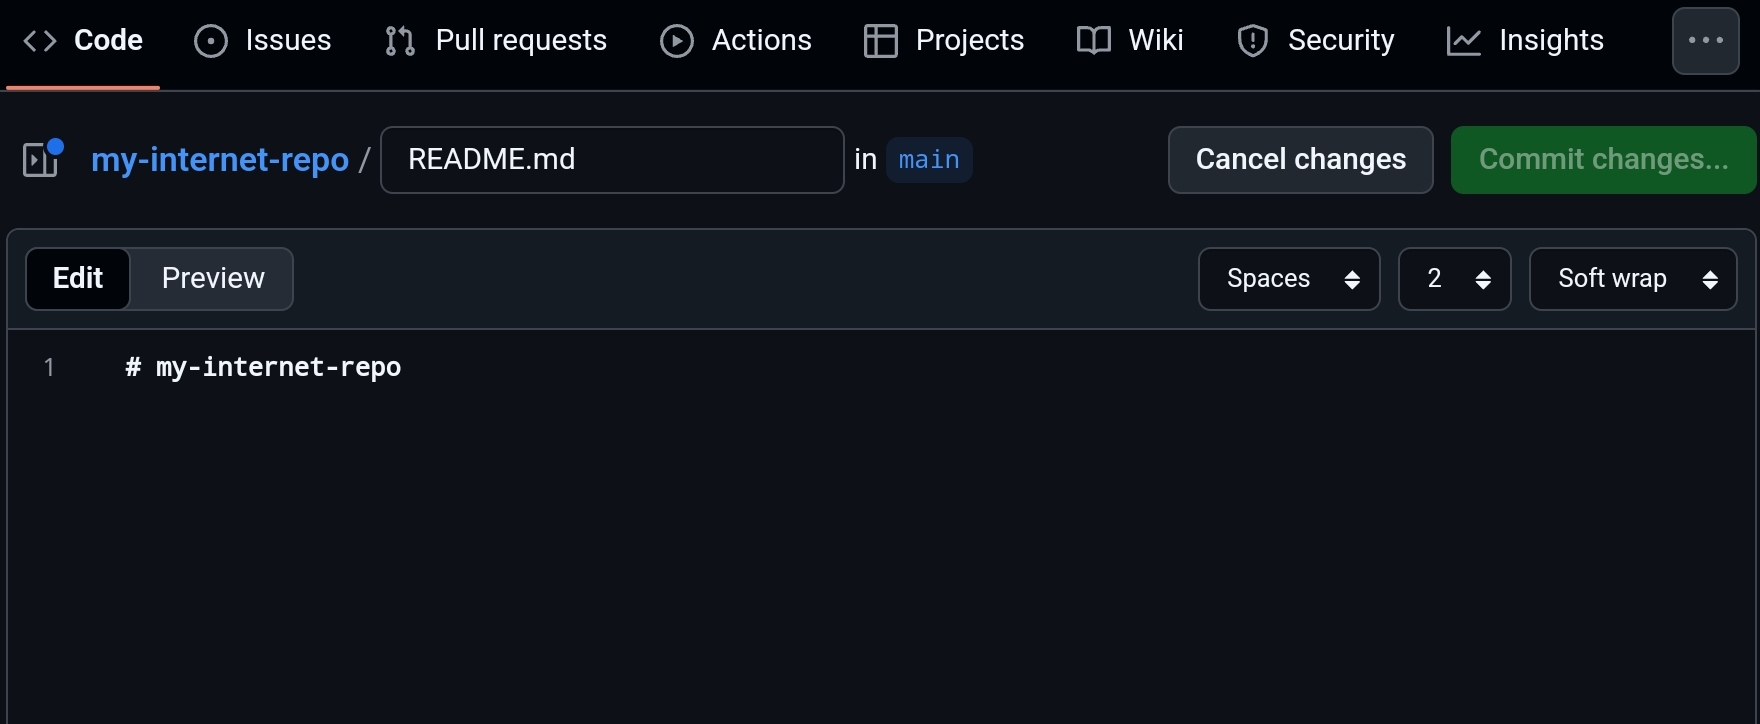 Code Issues Pull requests Actions Projects Wiki Security Insights
my-internet-repo / README.md in main Cancel changes Commit changes...
Edit Preview Spaces 2 Soft wrap
1 # my-internet-repo